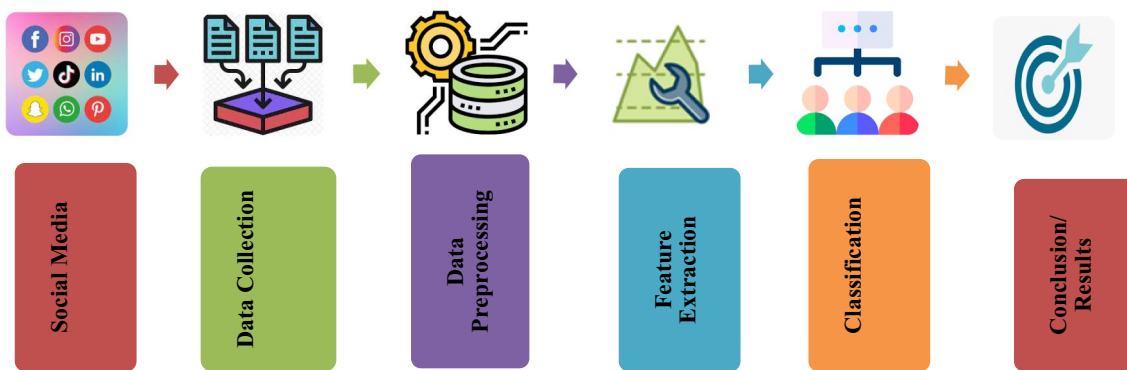 Social Media
Data Collection
Data
Preprocessing
Feature
Extraction
Classification
Conclusion/
Results